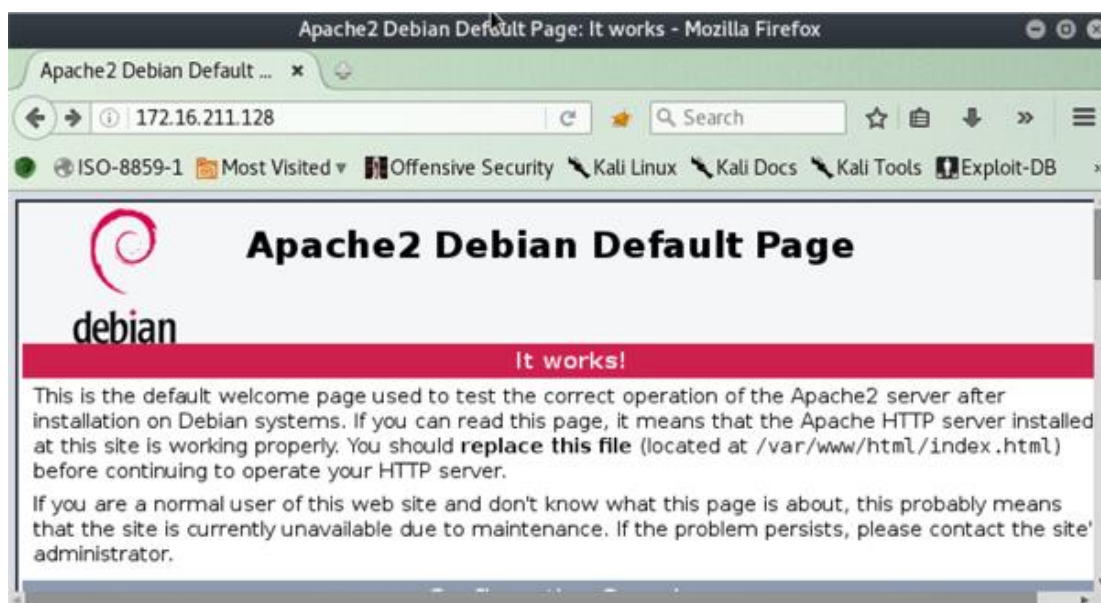 Apache2 Debian Default Page: It works - Mozilla Firefox
Apache2 Debian Default ...
172.16.211.128
Search
ISO-8859-1 Most Visited Offensive Security Kali Linux Kali Docs Kali Tools Exploit-DB
debian
Apache2 Debian Default Page
It works!
This is the default welcome page used to test the correct operation of the Apache2 server after
installation on Debian systems. If you can read this page, it means that the Apache HTTP server installed
at this site is working properly. You should replace this file (located at /var/www/html/index.html)
before continuing to operate your HTTP server.
If you are a normal user of this web site and don't know what this page is about, this probably means
that the site is currently unavailable due to maintenance. If the problem persists, please contact the site'
administrator.